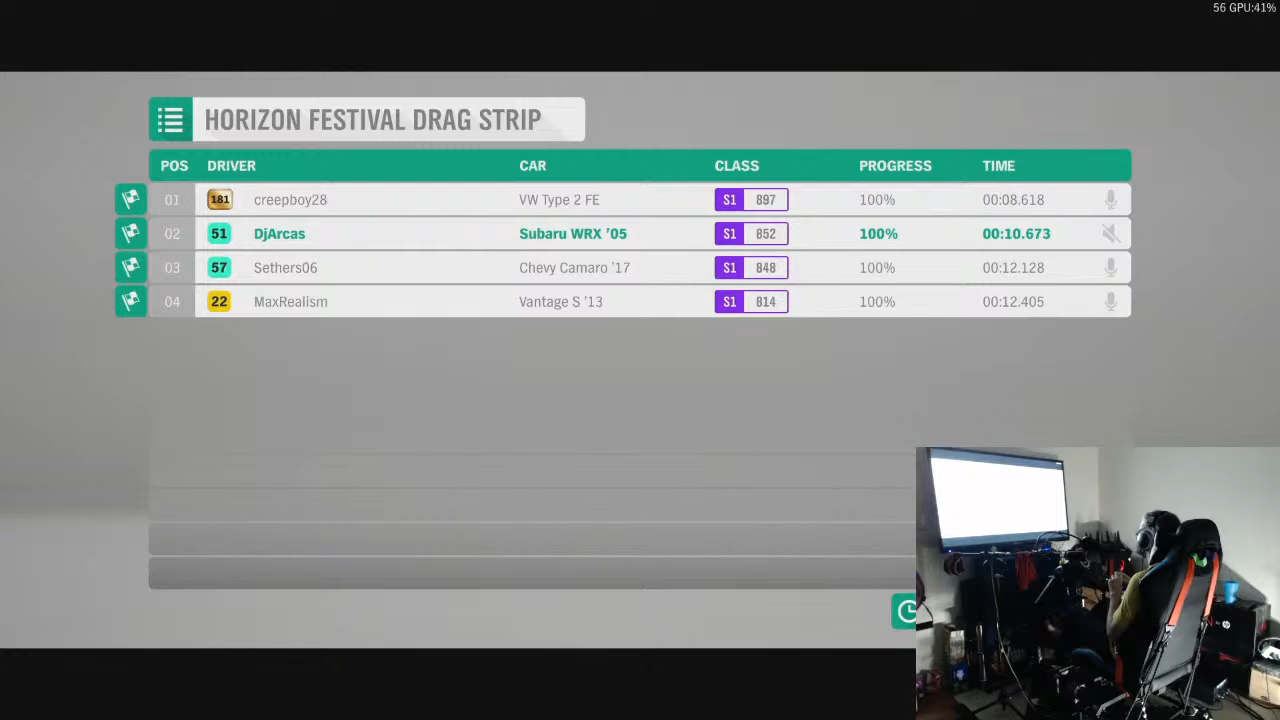 56 GPU:41%
HORIZON FESTIVAL DRAG STRIP
POS DRIVER CAR CLASS PROGRESS TIME
01 181 creepboy28 VW Type 2 FE S1 897 100% 00:08.618
02 51 DjArcas Subaru WRX '05 S1 852 100% 00:10.673
03 57 Sethers06 Chevy Camaro '17 S1 848 100% 00:12.128
04 22 MaxRealism Vantage S '13 S1 814 100% 00:12.405